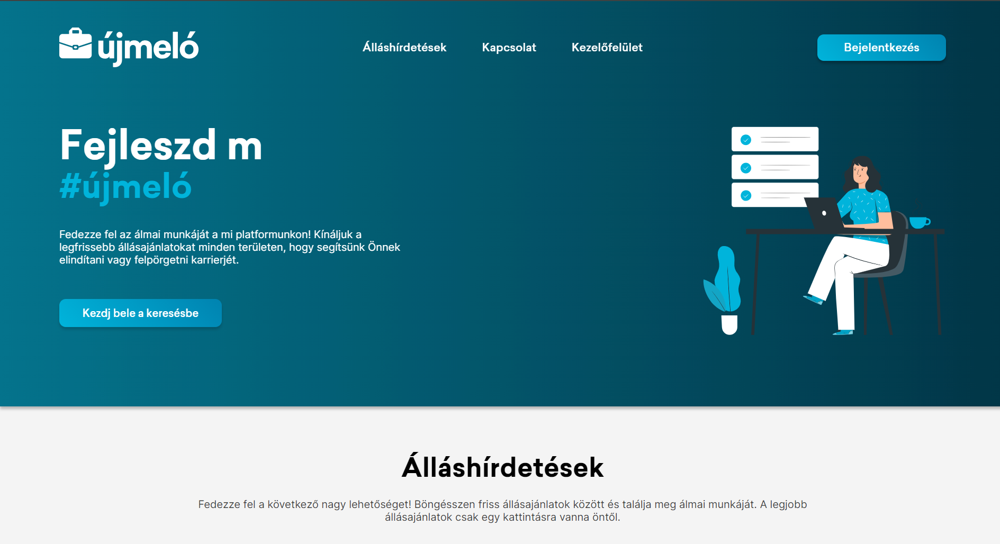 újmeló
Álláshírdetések
Kapcsolat
Kezelőfelület
Bejelentkezés
Fejleszd m
#újmeló
Fedezze fel az álmai munkáját a mi platformunkon! Kínáljuk a
legfrissebb állásajánlatokat minden területen, hogy segítsünk Önnek
elindítani vagy felpörgetni karrierjét.
Kezdj bele a keresésbe
Álláshírdetések
Fedezze fel a következő nagy lehetőséget! Böngésszen friss állásajánlatok között és találja meg álmai munkáját. A legjobb
állásajánlatok csak egy kattintásra vanna öntől.